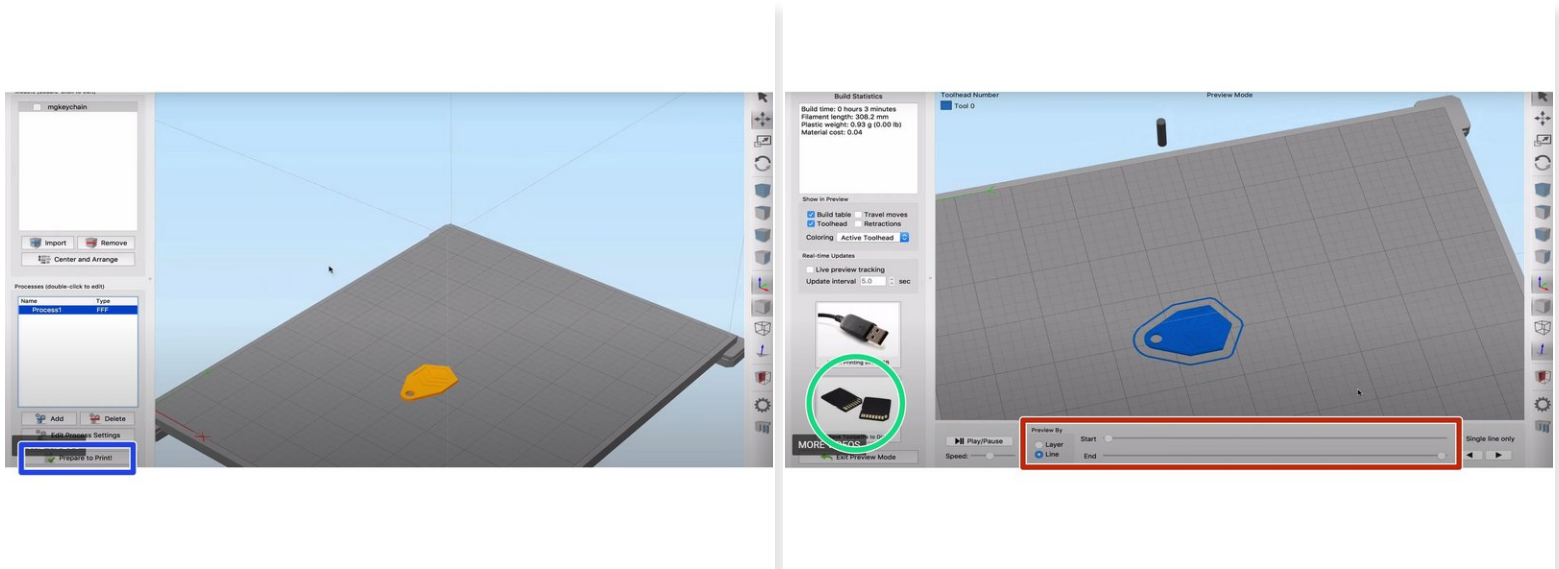 mgkeychain
Import
Remove
Center and Arrange
Processes (double-click to edit)
Name Type
Process1 FFF
Add
Delete
Edit Process Settings
Prepare to Print!
Build Statistics
Build time: 0 hours 3 minutes
Filament length: 308.2 mm
Plastic weight: 0.93 g (0.00 lb)
Material cost: 0.04
Show in Preview
Build table
Travel moves
Toolhead
Retractions
Coloring Active Toolhead
Real-time Updates
Live preview tracking
Update interval 5.0 sec
MORE
Exit Preview Mode
Toolhead Number
Tool 0
Preview Mode
Play/Pause
Speed:
Preview By
Layer
Line
Start
End
Single line only